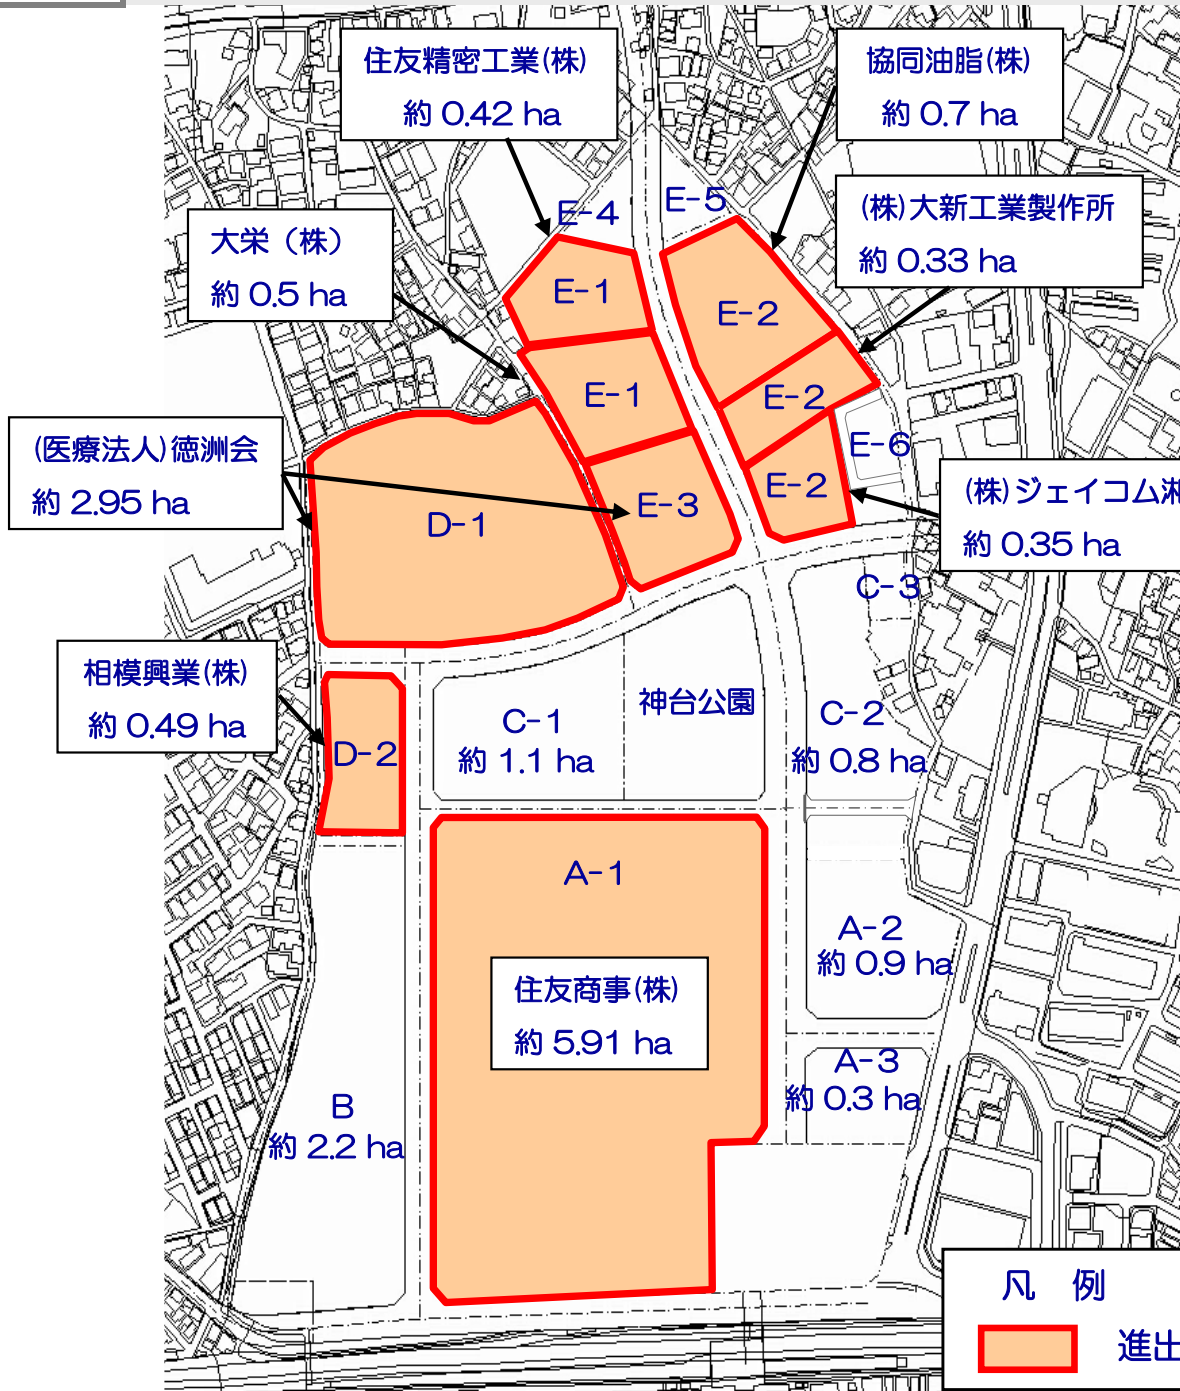 住友精密工業(株)
約 0.42 ha
協同油脂(株)
約 0.7 ha
(株)大新工業製作所
約 0.33 ha
大栄（株）
約 0.5 ha
E-4
E-5
E-1
E-2
E-1
E-2
E-6
(医療法人)徳洲会
約 2.95 ha
E-3
E-2
D-1
(株)ジェイコム湘
約 0.35 ha
C-3
相模興業(株)
約 0.49 ha
D-2
C-1
約 1.1 ha
神台公園
C-2
約 0.8 ha
A-1
住友商事(株)
約 5.91 ha
A-2
約 0.9 ha
A-3
約 0.3 ha
B
約 2.2 ha
凡 例
進出